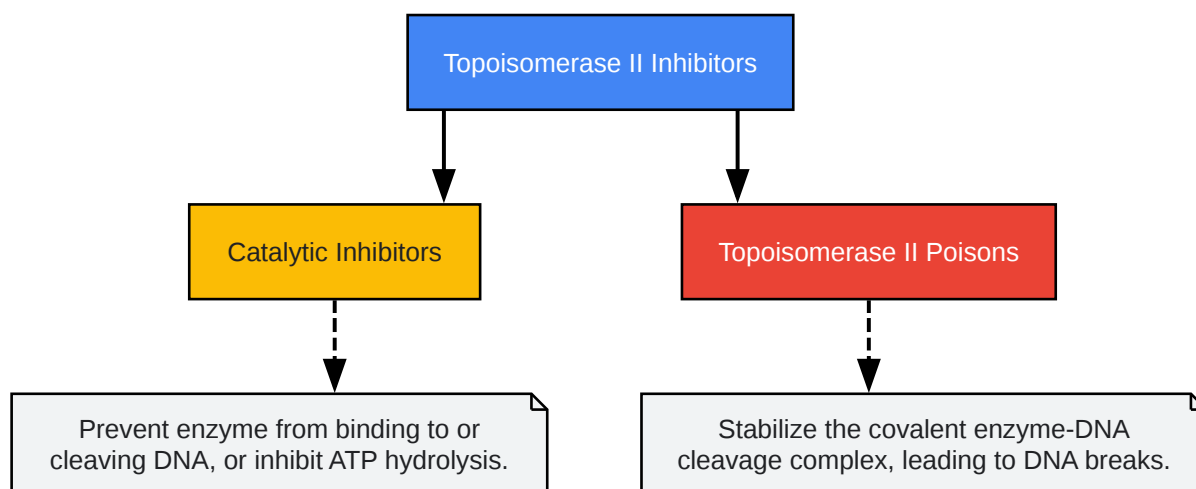 Topoisomerase II Inhibitors
Catalytic Inhibitors
Topoisomerase II Poisons
Prevent enzyme from binding to or
cleaving DNA, or inhibit ATP hydrolysis.
Stabilize the covalent enzyme-DNA
cleavage complex, leading to DNA breaks.